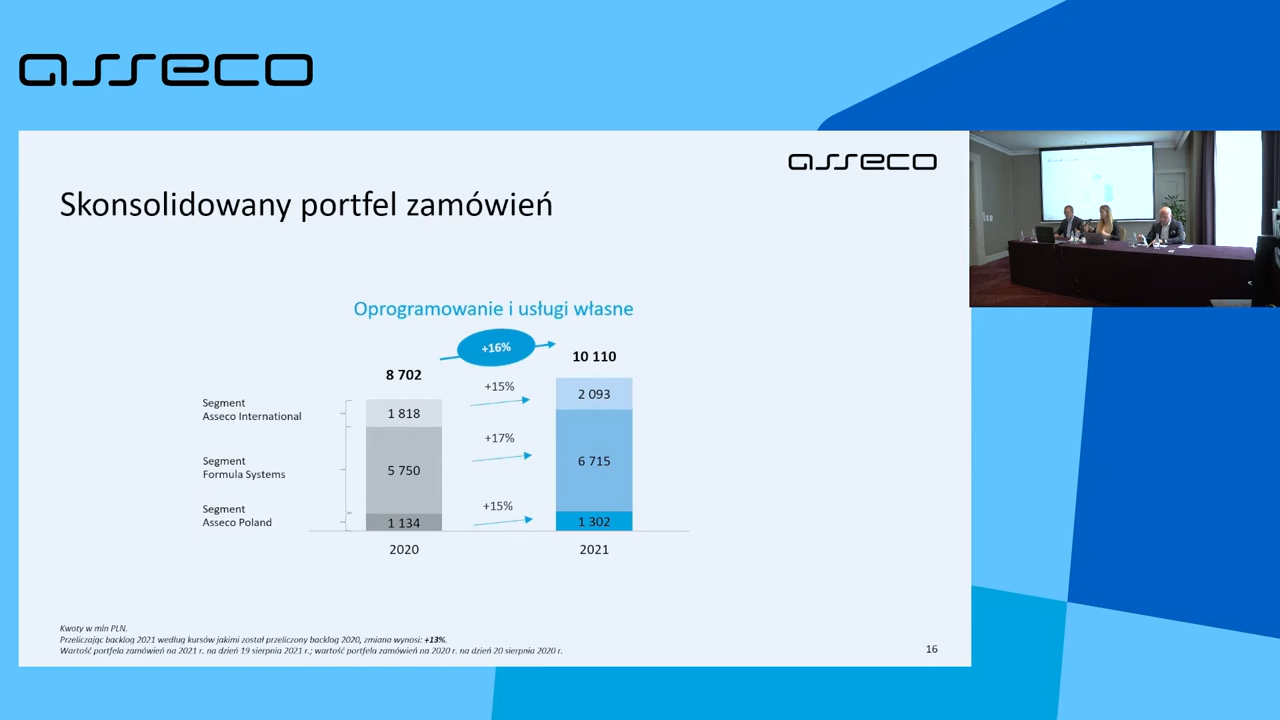 asseco
asseco
Skonsolidowany portfel zamówień
Oprogramowanie i usługi własne
+16%
8 702
10 110
+15%
Segment
Asseco International
1 818
2 093
+17%
Segment
Formula Systems
5 750
6 715
+15%
Segment
Asseco Poland
1 134
1 302
2020
2021
Kwoty w mln PLN.
Przeliczając backlog 2021 według kursów jakimi został przeliczony backlog 2020, zmiana wynosi: +13%.
Wartość portfela zamówień na 2021 r. na dzień 19 sierpnia 2021 r.; wartość portfela zamówień na 2020 r. na dzień 20 sierpnia 2020 r.
16